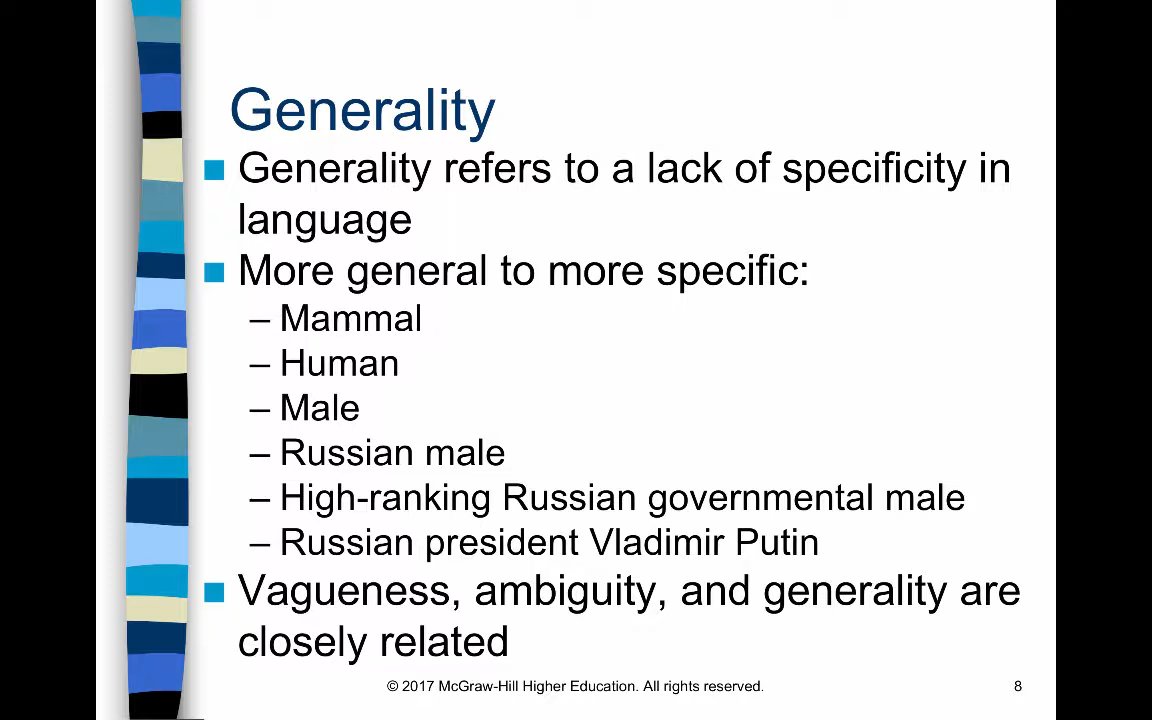 Generality
■ Generality refers to a lack of specificity in
language
■ More general to more specific:
– Mammal
– Human
– Male
– Russian male
– High-ranking Russian governmental male
– Russian president Vladimir Putin
■ Vagueness, ambiguity, and generality are
closely related
© 2017 McGraw-Hill Higher Education. All rights reserved.
8